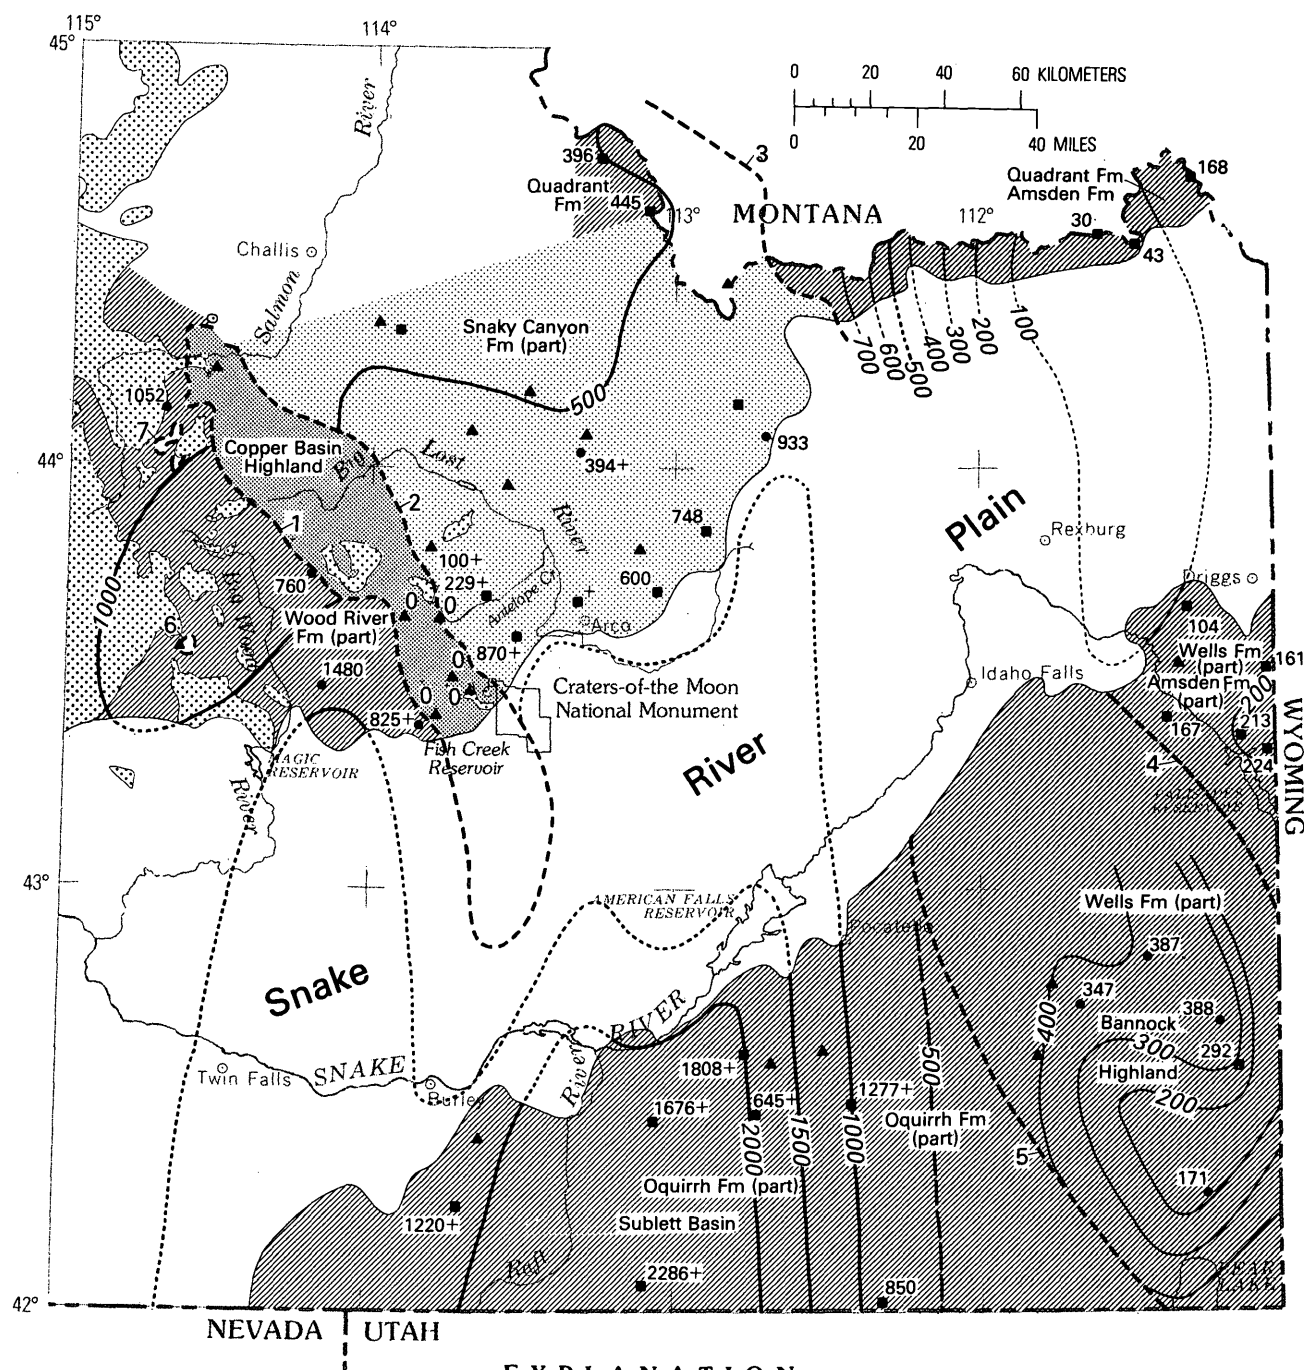 115°
114°
45°
0 20 40 60 KILOMETERS
0 20 40 MILES
River
3
396
Quadrant
Fm
445
113°
MONTANA
112°
Quadrant Fm
Amsden Fm
168
30
43
Challis
Salmon
Snaky Canyon
Fm (part)
700
600
500
400
300
200
100
1052
7
500
933
44°
Copper Basin
Highland
Big
Lost
River
394+
2
1
748
Plain
Rexburg
1000
760
100+
229+
600
Driggs
0
0
Antelope Cr
Arco
104
6
Big Wood
Wood River
Fm (part)
1480
870+
0
0
0
Wells Fm
(part)
Amsden Fm
(part)
161
200
Idaho Falls
Craters-of-the Moon
National Monument
825+
Fish Creek
Reservoir
167
213
224
4
WYOMING
MAGIC
RESERVOIR
River
River
43°
AMERICAN FALLS
RESERVOIR
Pocatello
Wells Fm (part)
387
347
388
400
Bannock
Highland
300
292
200
Snake
RIVER
SNAKE
Twin Falls
Burley
River
1808+
1676+
645+
1277+
500
Oquirrh Fm
(part)
2000
1500
1000
5
171
Oquirrh Fm (part)
Sublett Basin
1220+
Raft
2286+
850
BEAR
LAKE
42°
NEVADA
UTAH
EXPLANATION